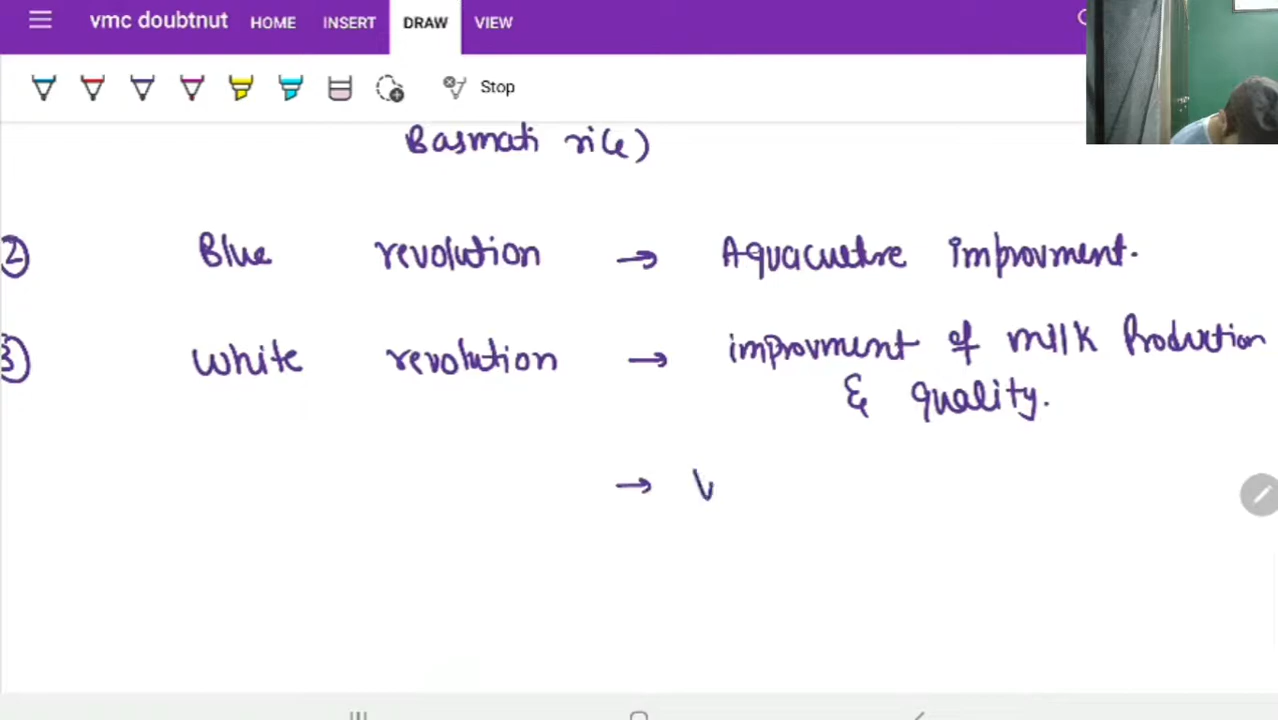 vmc doubtnut HOME INSERT DRAW VIEW
Stop
Basmati rice)
② Blue revolution → Aquaculture improvment.
③ White revolution → improvment of milk Production
& quality.
→ V